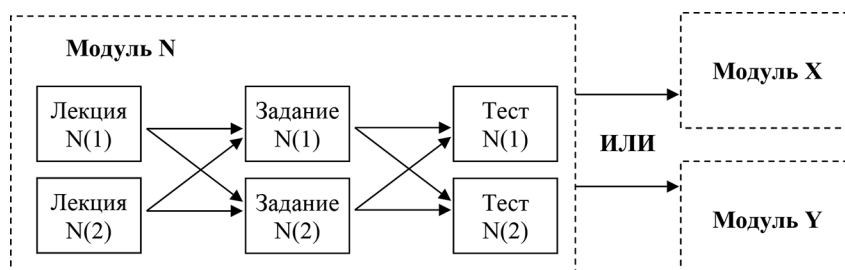 Модуль N
Модуль X
Лекция
N(1)
Задание
N(1)
Тест
N(1)
ИЛИ
Лекция
N(2)
Задание
N(2)
Тест
N(2)
Модуль Y